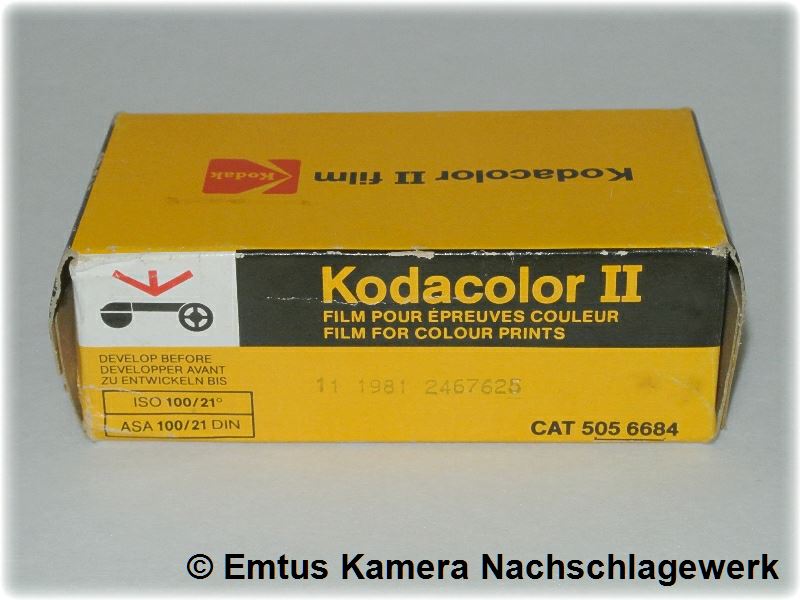 Kodacolor II film Kodak
Kodacolor II
FILM POUR ÉPREUVES COULEUR
FILM FOR COLOUR PRINTS
DEVELOP BEFORE
DEVELOPPER AVANT
ZU ENTWICKELN BIS
11 1981 2467625
ISO 100/21°
ASA 100/21 DIN
CAT 505 6684
© Emtus Kamera Nachschlagewerk